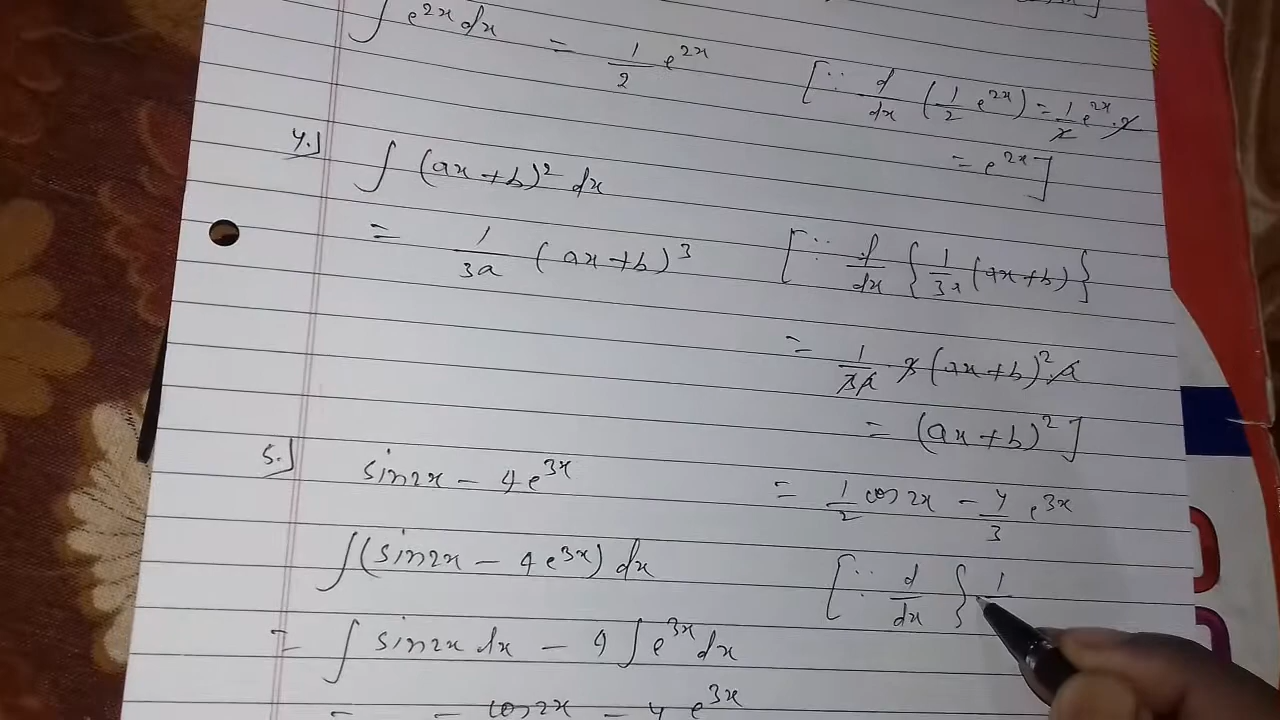 ∫ e^{2x} dx = 1/2 e^{2x} [∵ d/dx (1/2 e^{2x}) = 1/2 e^{2x}.2
= e^{2x}]
4.) ∫ (ax+b)^2 dx
= 1/3a (ax+b)^3 [∵ d/dx {1/3a (ax+b)}
= 1/3a 3 (ax+b)^2.a
= (ax+b)^2]
5.) sin2x - 4e^{3x}
∫(sin2x - 4e^{3x}) dx
= ∫ sin2x dx - 4∫e^{3x} dx
= - cos2x - 4 e^{3x}
= 1/2 cos2x - 4/3 e^{3x}
[∵ d/dx { 1